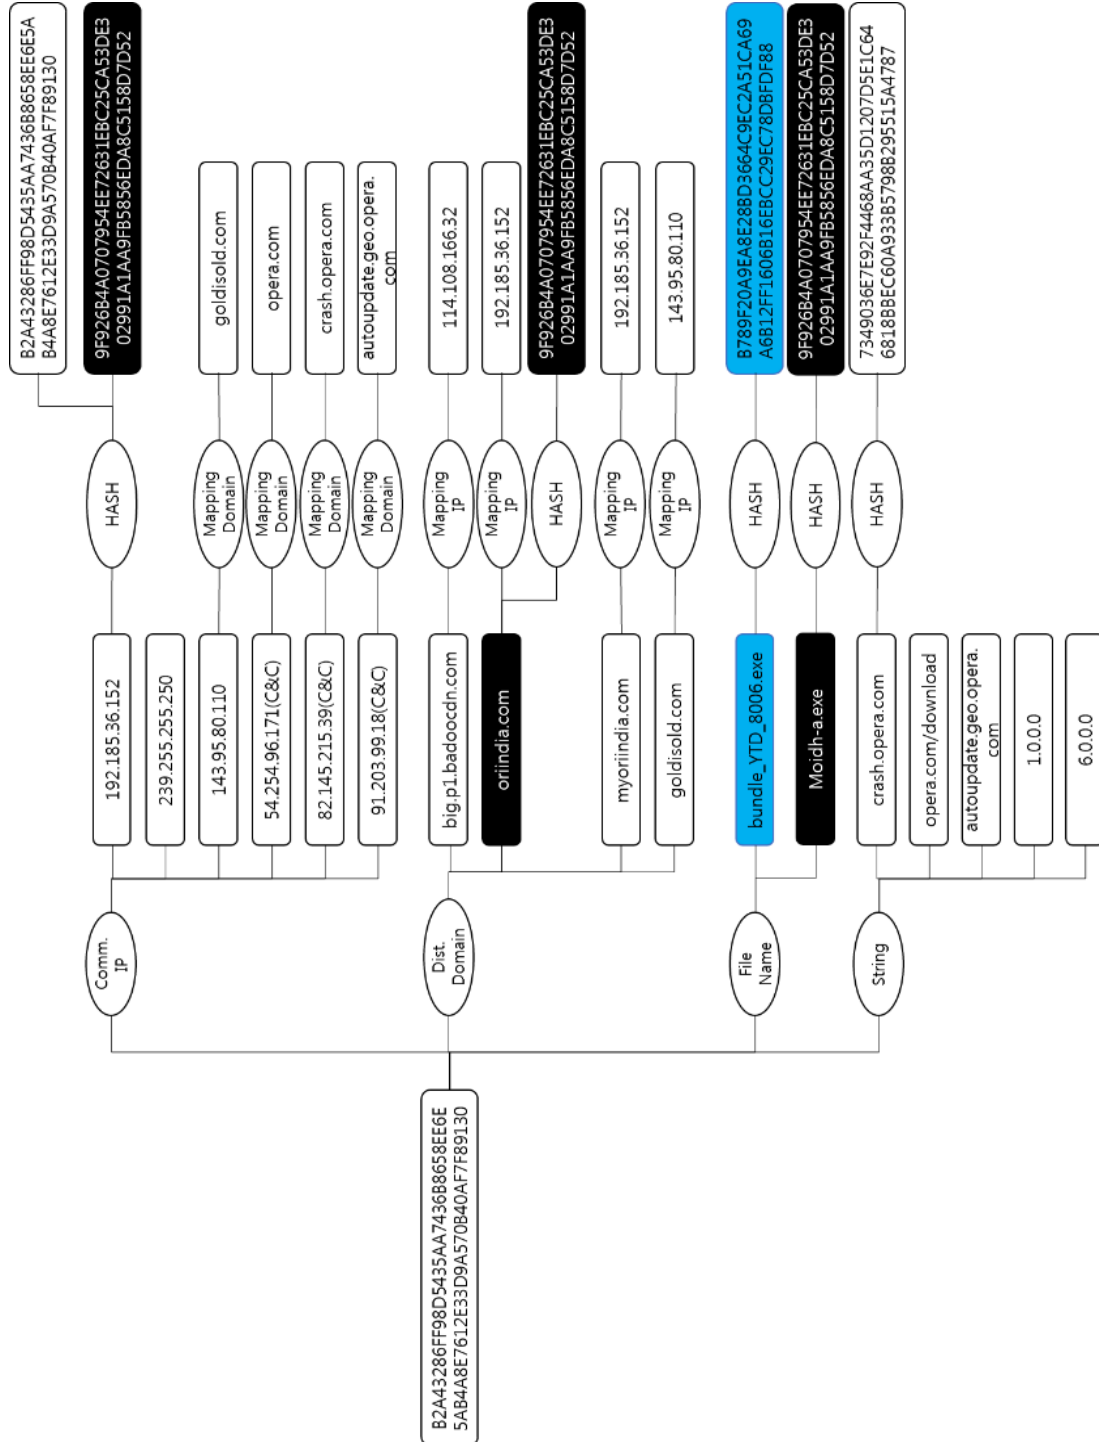 B2A43286FF98D5435AA7436B8658EE6E
5AB4A8E7612E33D9A570B40AF7F89130
Comm.
IP
192.185.36.152
HASH
B2A43286FF98D5435AA7436B8658EE6E5A
B4A8E7612E33D9A570B40AF7F89130
9F926B4A0707954EE72631EBC25CA53DE3
02991A1AA9FB5856EDA8C5158D7D52
239.255.255.250
143.95.80.110
Mapping
Domain
goldisold.com
54.254.96.171(C&C)
Mapping
Domain
opera.com
82.145.215.39(C&C)
Mapping
Domain
crash.opera.com
91.203.99.18(C&C)
Mapping
Domain
autoupdate.geo.opera.
com
Dist.
Domain
big.p1.badoocdn.com
Mapping
IP
114.108.166.32
oriindia.com
Mapping
IP
192.185.36.152
HASH
9F926B4A0707954EE72631EBC25CA53DE3
02991A1AA9FB5856EDA8C5158D7D52
myoriindia.com
Mapping
IP
192.185.36.152
goldisold.com
Mapping
IP
143.95.80.110
File
Name
bundle_YTD_8006.exe
HASH
B789F20A9EA8E28BD3664C9EC2A51CA69
A6B12FF1606B16EBCC29EC78DBFDF88
Moidh-a.exe
HASH
9F926B4A0707954EE72631EBC25CA53DE3
02991A1AA9FB5856EDA8C5158D7D52
String
crash.opera.com
HASH
7349036E7E92F4468AA35D1207D5E1C64
6818BBEC60A933B5798B295515A4787
opera.com/download
autoupdate.geo.opera.
com
1.0.0.0
6.0.0.0